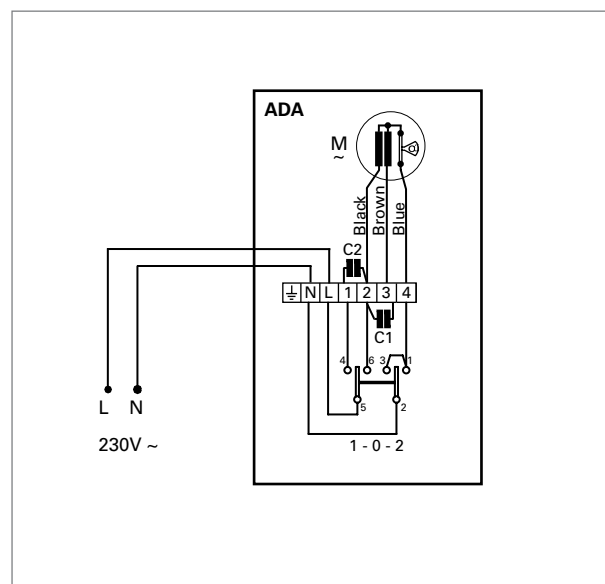 ADA
M
~
Black
Brown
Blue
C2
N L 1 2 3 4
C1
4 6 3 1
5 2
L N
230V ~
1 - 0 - 2